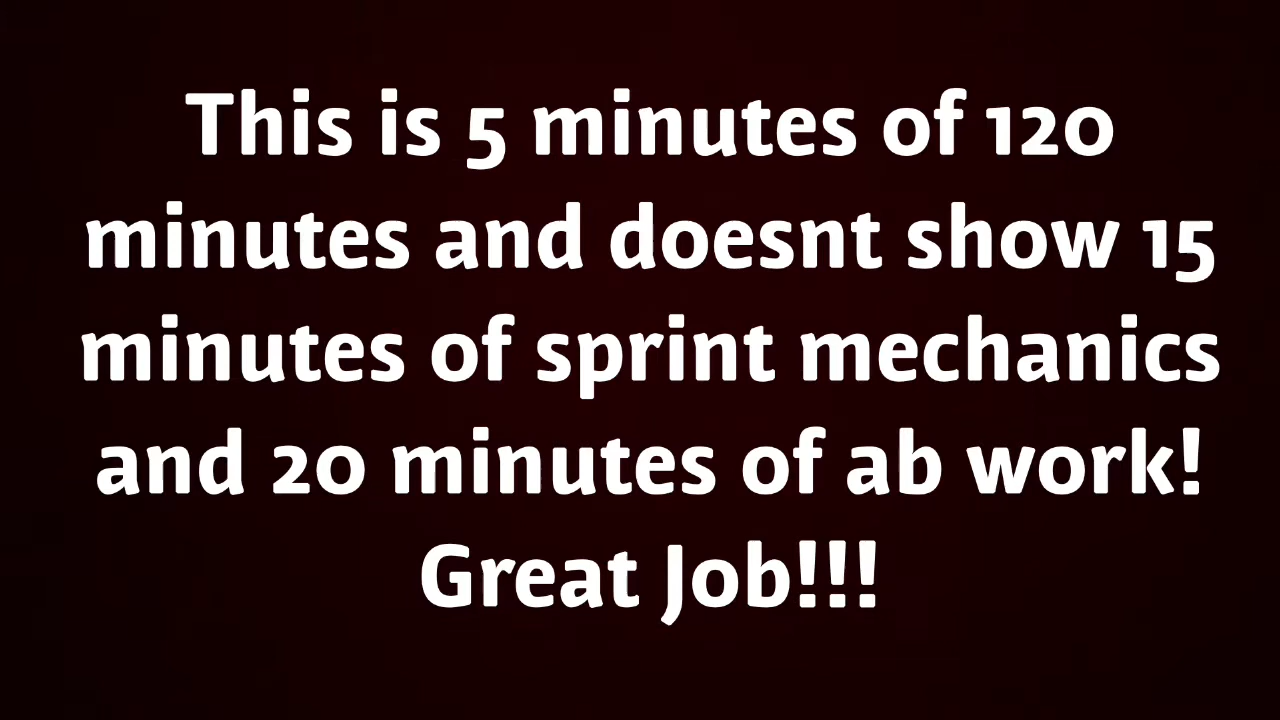 This is 5 minutes of 120
minutes and doesnt show 15
minutes of sprint mechanics
and 20 minutes of ab work!
Great Job!!!